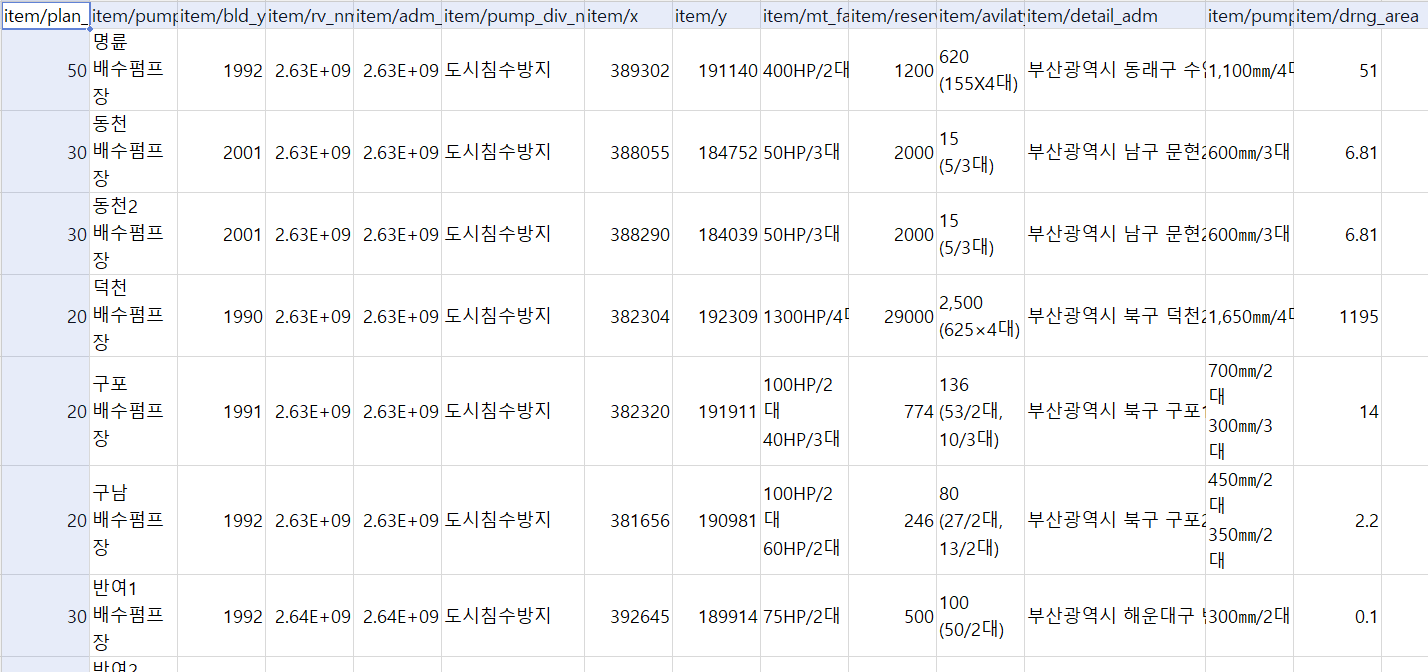 item/plan_ item/pump item/bld_y item/rv_nm item/adm_ item/pump_div_n item/x item/y item/mt_fa item/reserv item/avilaty item/detail_adm item/pump item/drng_area
50 명륜 배수펌프장 1992 2.63E+09 2.63E+09 도시침수방지 389302 191140 400HP/2대 1200 620 (155X4대) 부산광역시 동래구 1,100㎜/4대 51
30 동천 배수펌프장 2001 2.63E+09 2.63E+09 도시침수방지 388055 184752 50HP/3대 2000 15 (5/3대) 부산광역시 남구 문현2 600㎜/3대 6.81
30 동천2 배수펌프장 2001 2.63E+09 2.63E+09 도시침수방지 388290 184039 50HP/3대 2000 15 (5/3대) 부산광역시 남구 문현2 600㎜/3대 6.81
20 덕천 배수펌프장 1990 2.63E+09 2.63E+09 도시침수방지 382304 192309 1300HP/4대 29000 2,500 (625×4대) 부산광역시 북구 덕천2 1,650㎜/4대 1195
20 구포 배수펌프장 1991 2.63E+09 2.63E+09 도시침수방지 382320 191911 100HP/2대 40HP/3대 774 136 (53/2대, 10/3대) 부산광역시 북구 구포1 700㎜/2대 300㎜/3대 14
20 구남 배수펌프장 1992 2.63E+09 2.63E+09 도시침수방지 381656 190981 100HP/2대 60HP/2대 246 80 (27/2대, 13/2대) 부산광역시 북구 구포2 450㎜/2대 350㎜/2대 2.2
30 반여1 배수펌프장 1992 2.64E+09 2.64E+09 도시침수방지 392645 189914 75HP/2대 500 100 (50/2대) 부산광역시 해운대구 300㎜/2대 0.1
반여2